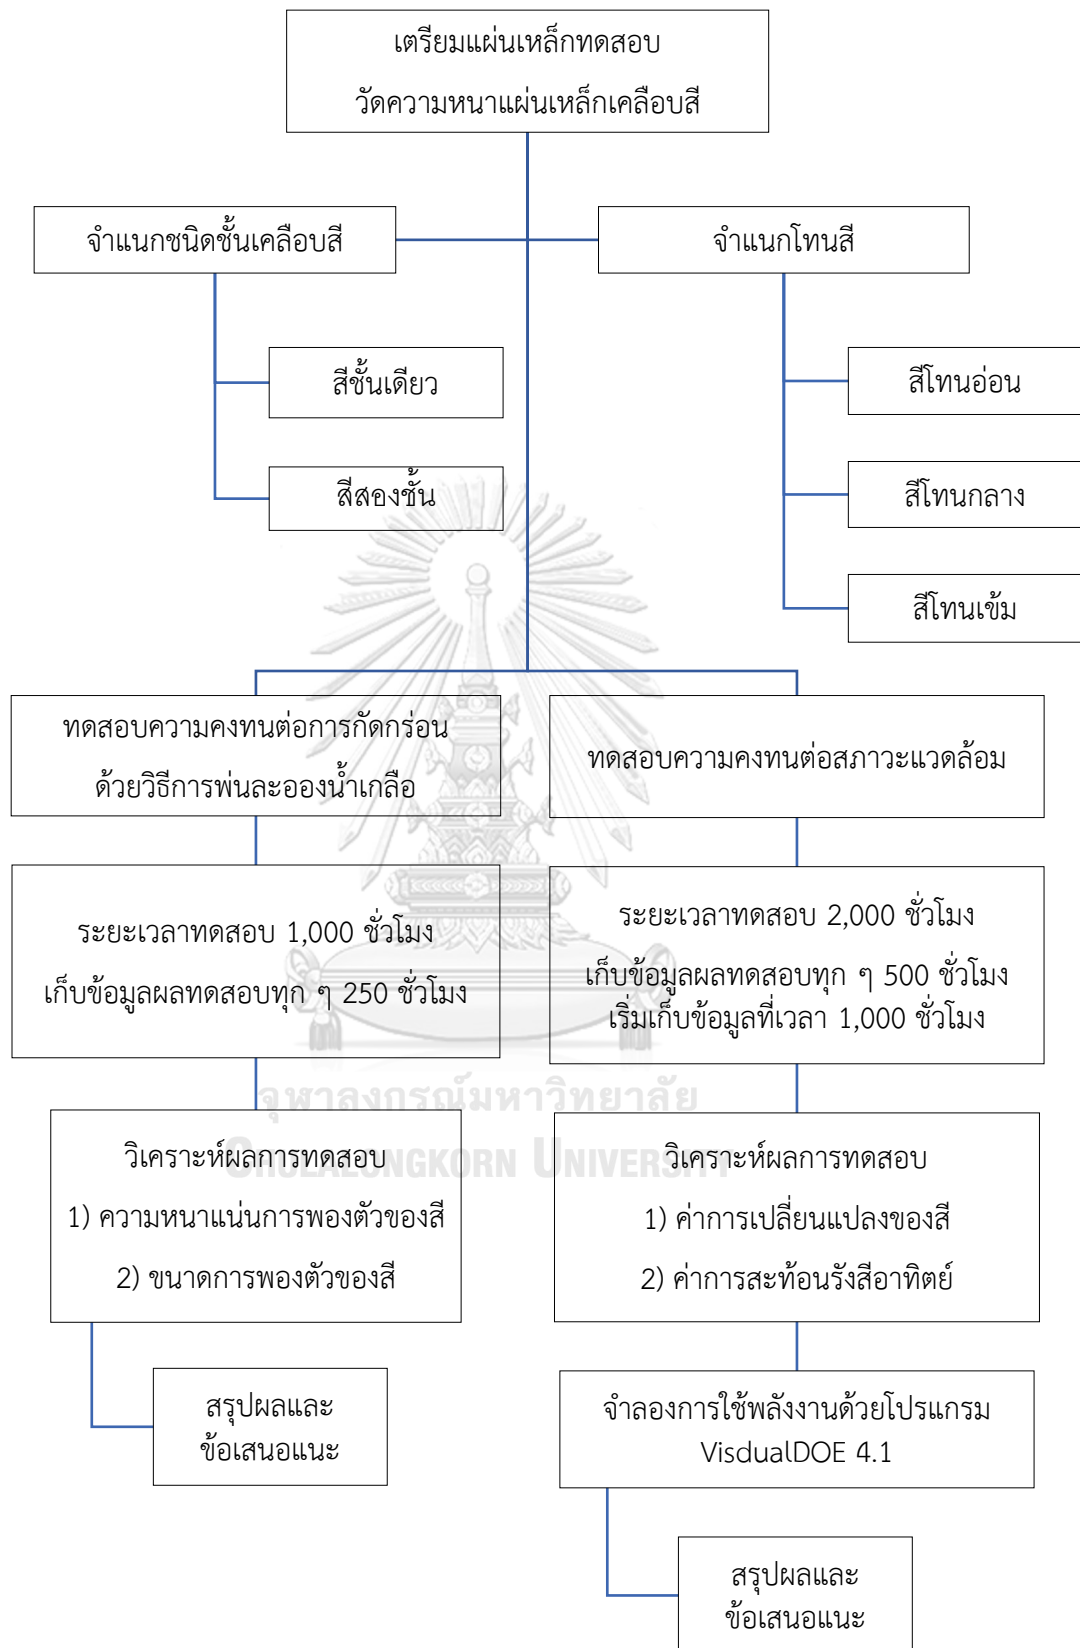 เตรียมแผ่นเหล็กทดสอบ
วัดความหนาแผ่นเหล็กเคลือบสี
จำแนกชนิดชั้นเคลือบสี
จำแนกโทนสี
สีชั้นเดียว
สีโทนอ่อน
สีสองชั้น
สีโทนกลาง
สีโทนเข้ม
ทดสอบความคงทนต่อการกัดกร่อน
ด้วยวิธีการพ่นละอองน้ำเกลือ
ทดสอบความคงทนต่อสภาวะแวดล้อม
ระยะเวลาทดสอบ 1,000 ชั่วโมง
เก็บข้อมูลผลทดสอบทุก ๆ 250 ชั่วโมง
ระยะเวลาทดสอบ 2,000 ชั่วโมง
เก็บข้อมูลผลทดสอบทุก ๆ 500 ชั่วโมง
เริ่มเก็บข้อมูลที่เวลา 1,000 ชั่วโมง
จุฬาลงกรณ์มหาวิทยาลัย
CHULALONGKORN UNIVERSITY
วิเคราะห์ผลการทดสอบ
1) ความหนาแน่นการพองตัวของสี
2) ขนาดการพองตัวของสี
วิเคราะห์ผลการทดสอบ
1) ค่าการเปลี่ยนแปลงของสี
2) ค่าการสะท้อนรังสีอาทิตย์
สรุปผลและ
ข้อเสนอแนะ
จำลองการใช้พลังงานด้วยโปรแกรม
VisdualDOE 4.1
สรุปผลและ
ข้อเสนอแนะ